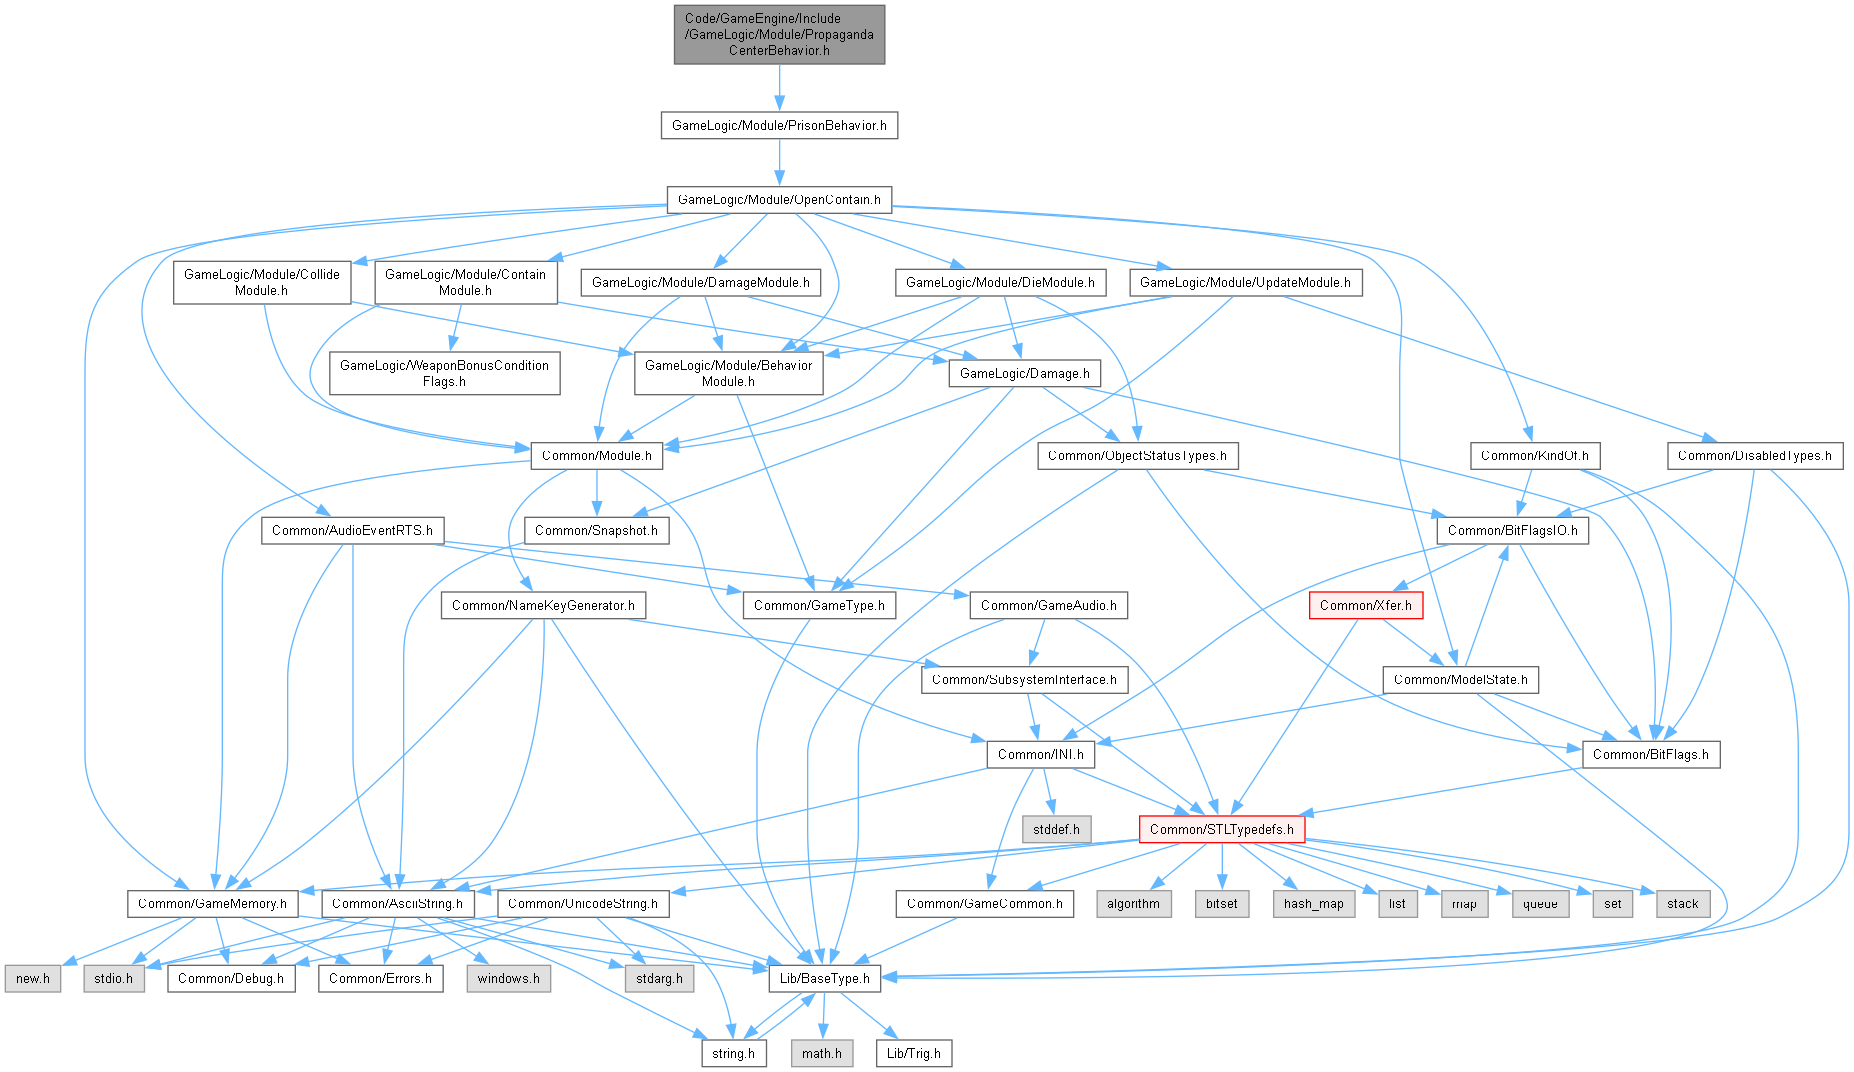 Code/GameEngine/Include
/GameLogic/Module/Propaganda
CenterBehavior.h
GameLogic/Module/PrisonBehavior.h
GameLogic/Module/OpenContain.h
GameLogic/Module/Collide
Module.h
GameLogic/Module/Contain
Module.h
GameLogic/Module/DamageModule.h
GameLogic/Module/DieModule.h
GameLogic/Module/UpdateModule.h
GameLogic/WeaponBonusCondition
Flags.h
GameLogic/Module/Behavior
Module.h
GameLogic/Damage.h
Common/Module.h
Common/ObjectStatusTypes.h
Common/KindOf.h
Common/DisabledTypes.h
Common/AudioEventRTS.h
Common/Snapshot.h
Common/BitFlagsIO.h
Common/NameKeyGenerator.h
Common/GameType.h
Common/GameAudio.h
Common/Xfer.h
Common/SubsystemInterface.h
Common/ModelState.h
Common/INI.h
Common/BitFlags.h
stddef.h
Common/STLTypedefs.h
Common/GameMemory.h
Common/AsciiString.h
Common/UnicodeString.h
Common/GameCommon.h
algorithm
bitset
hash_map
list
map
queue
set
stack
new.h
stdio.h
Common/Debug.h
Common/Errors.h
windows.h
stdarg.h
Lib/BaseType.h
string.h
math.h
Lib/Trig.h